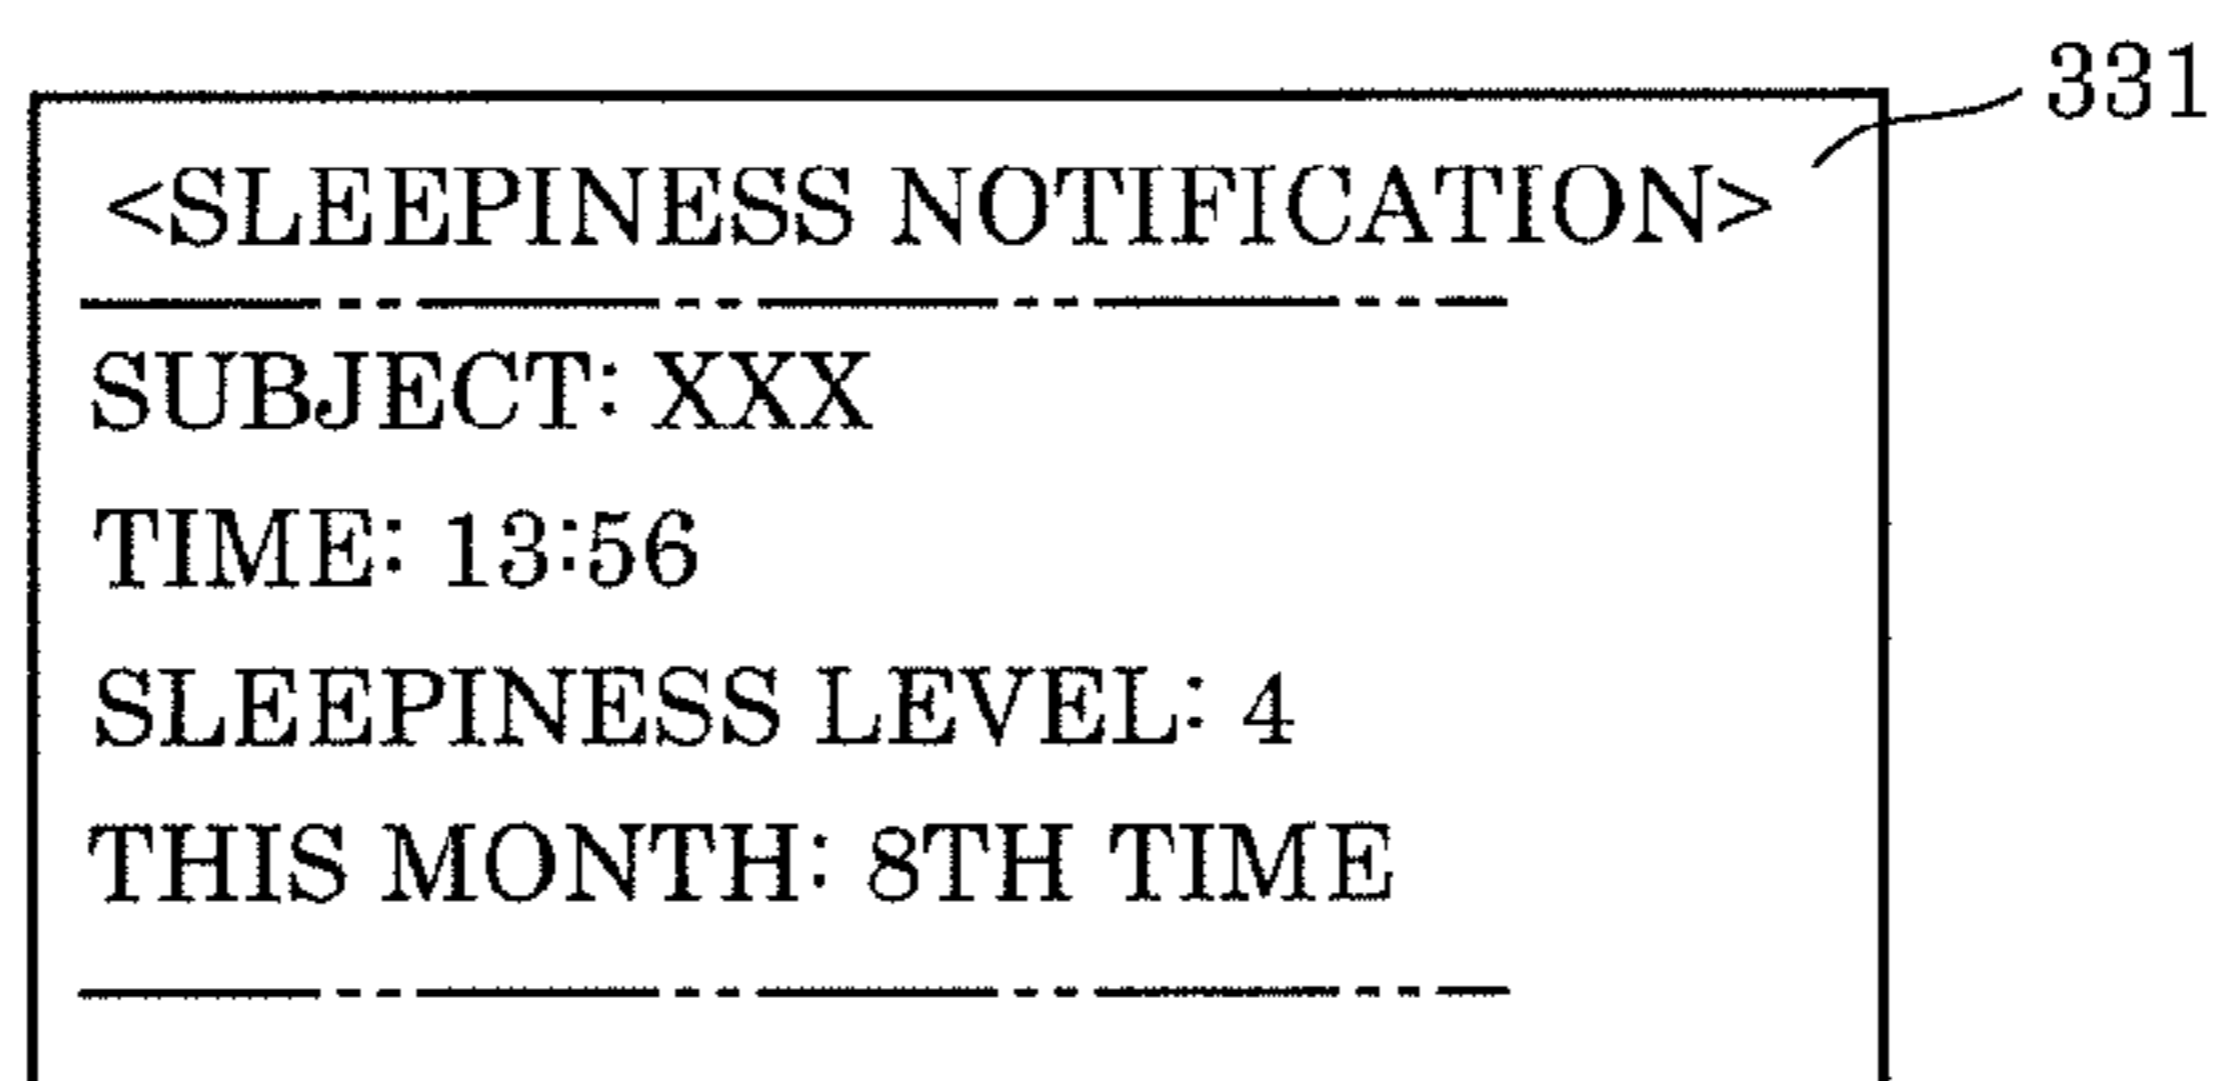 331
<SLEEPINESS NOTIFICATION>
SUBJECT: XXX
TIME: 13:56
SLEEPINESS LEVEL: 4
THIS MONTH: 8TH TIME